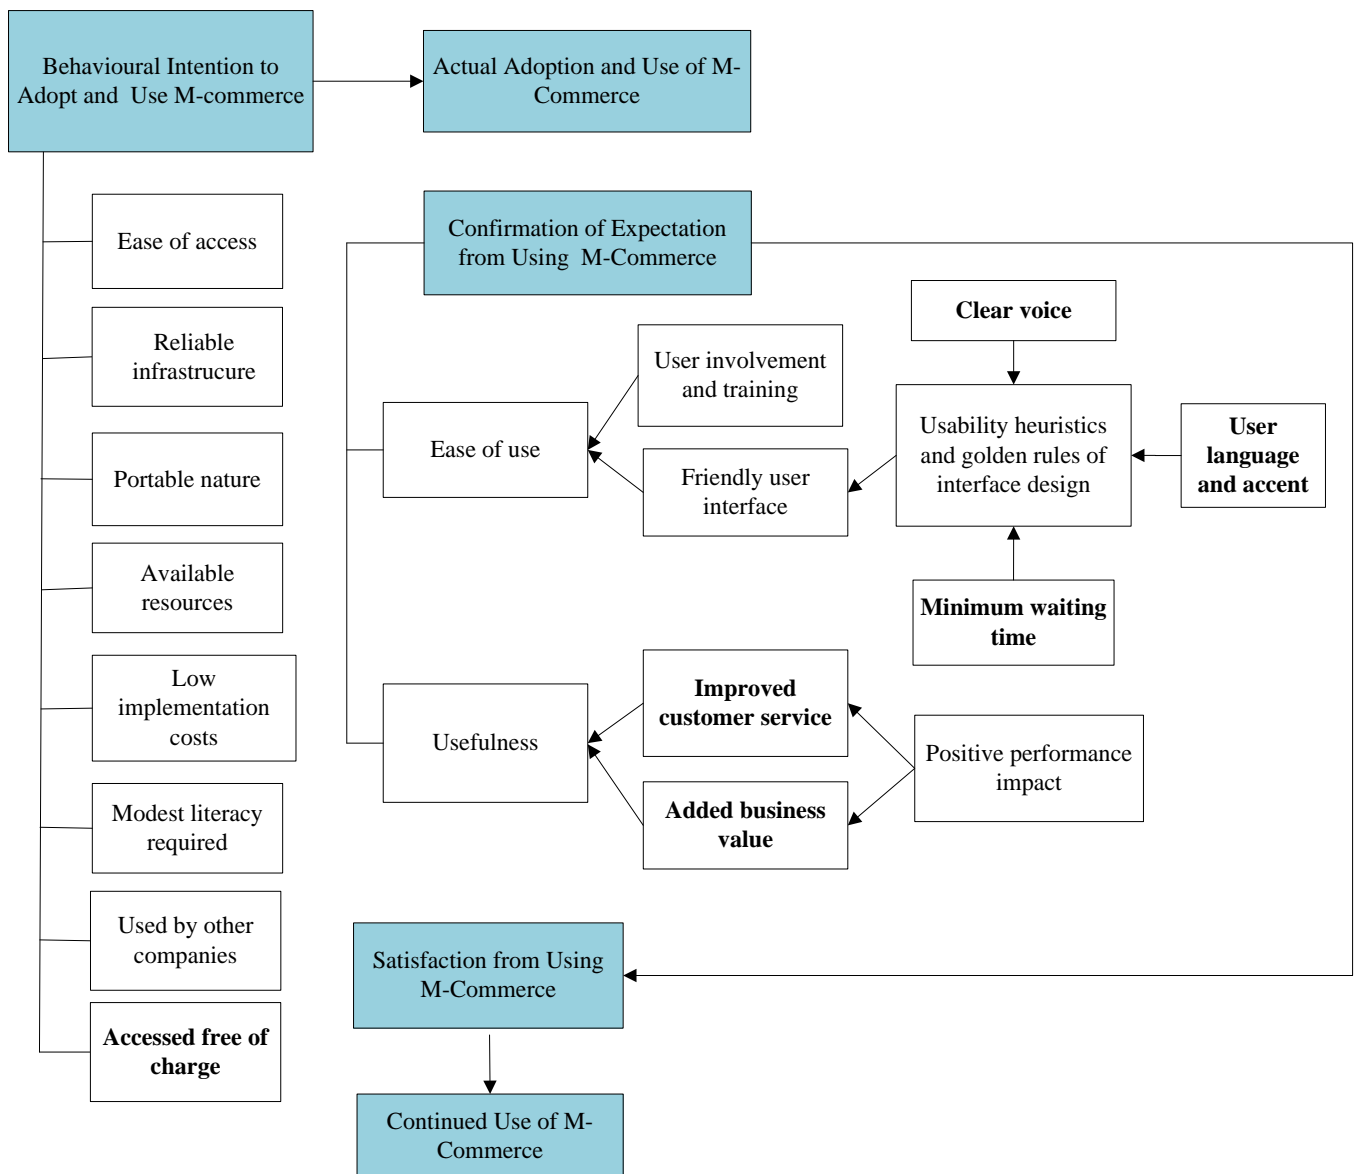 Behavioural Intention to
Adopt and Use M-commerce
Actual Adoption and Use of M-
Commerce
Ease of access
Reliable
infrastrucure
Portable nature
Available
resources
Low
implementation
costs
Modest literacy
required
Used by other
companies
Accessed free of
charge
Confirmation of Expectation
from Using M-Commerce
Ease of use
User involvement
and training
Friendly user
interface
Clear voice
Usability heuristics
and golden rules of
interface design
User
language
and accent
Minimum waiting
time
Usefulness
Improved
customer service
Added business
value
Positive performance
impact
Satisfaction from Using
M-Commerce
Continued Use of M-
Commerce